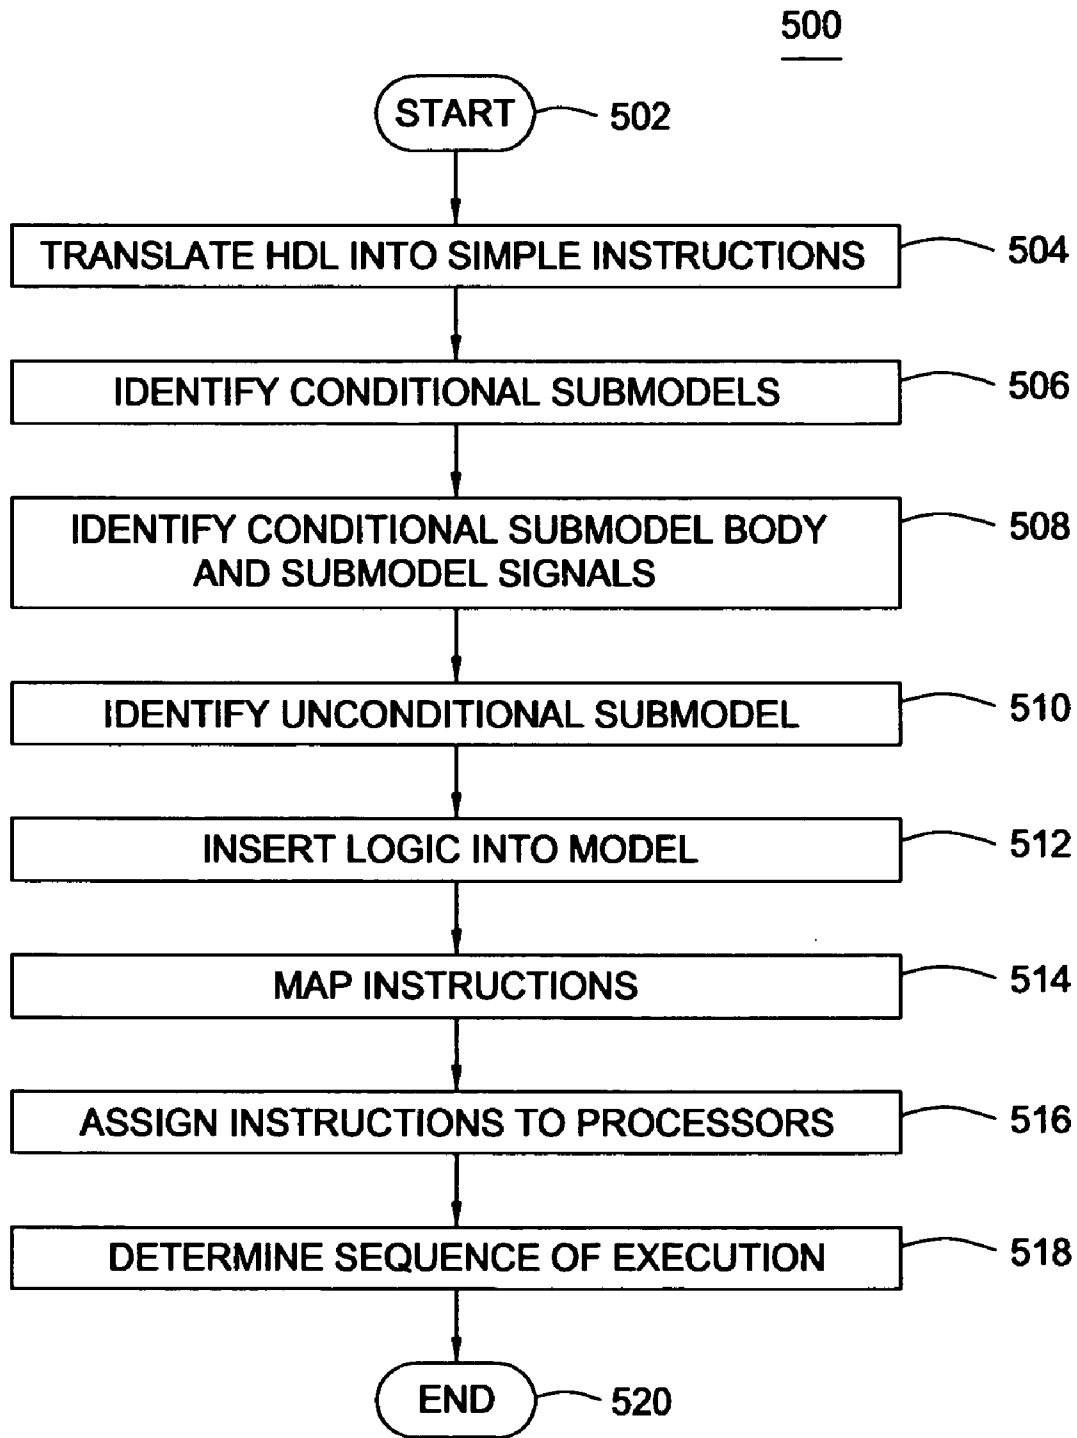 500
START
502
TRANSLATE HDL INTO SIMPLE INSTRUCTIONS
504
IDENTIFY CONDITIONAL SUBMODELS
506
IDENTIFY CONDITIONAL SUBMODEL BODY
AND SUBMODEL SIGNALS
508
IDENTIFY UNCONDITIONAL SUBMODEL
510
INSERT LOGIC INTO MODEL
512
MAP INSTRUCTIONS
514
ASSIGN INSTRUCTIONS TO PROCESSORS
516
DETERMINE SEQUENCE OF EXECUTION
518
END
520